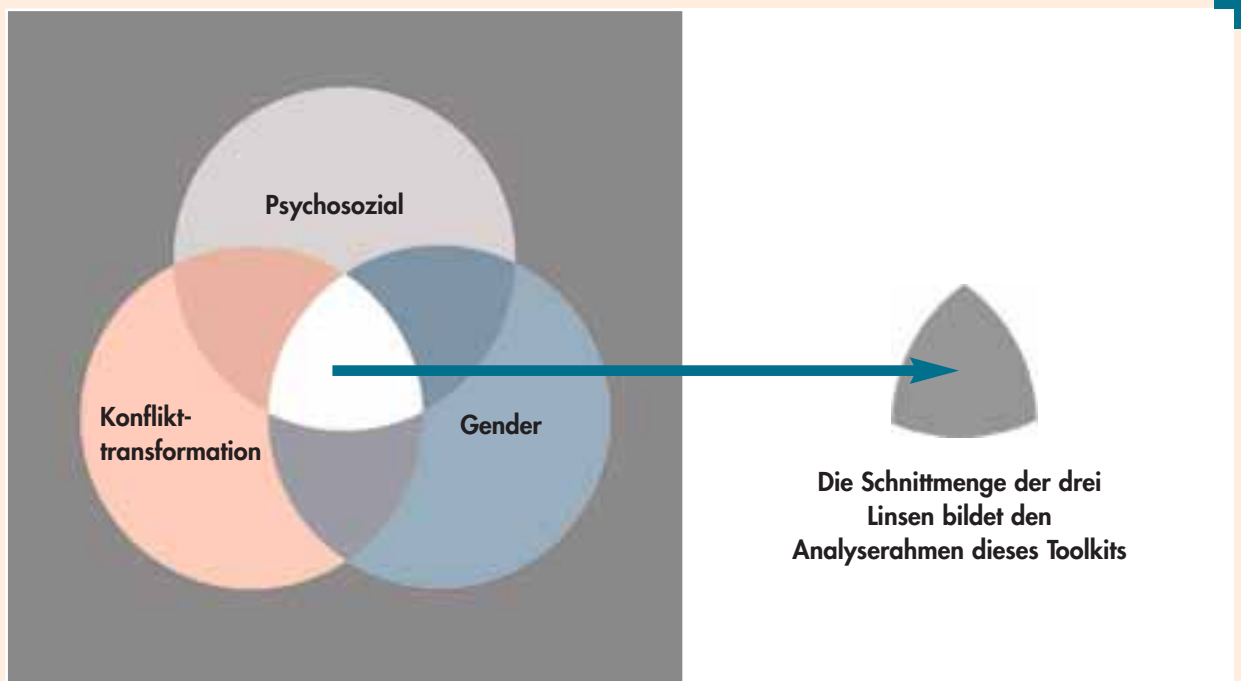 Psychosozial
Konflikt-
transformation
Gender
Die Schnittmenge der drei
Linsen bildet den
Analyserahmen dieses Toolkits